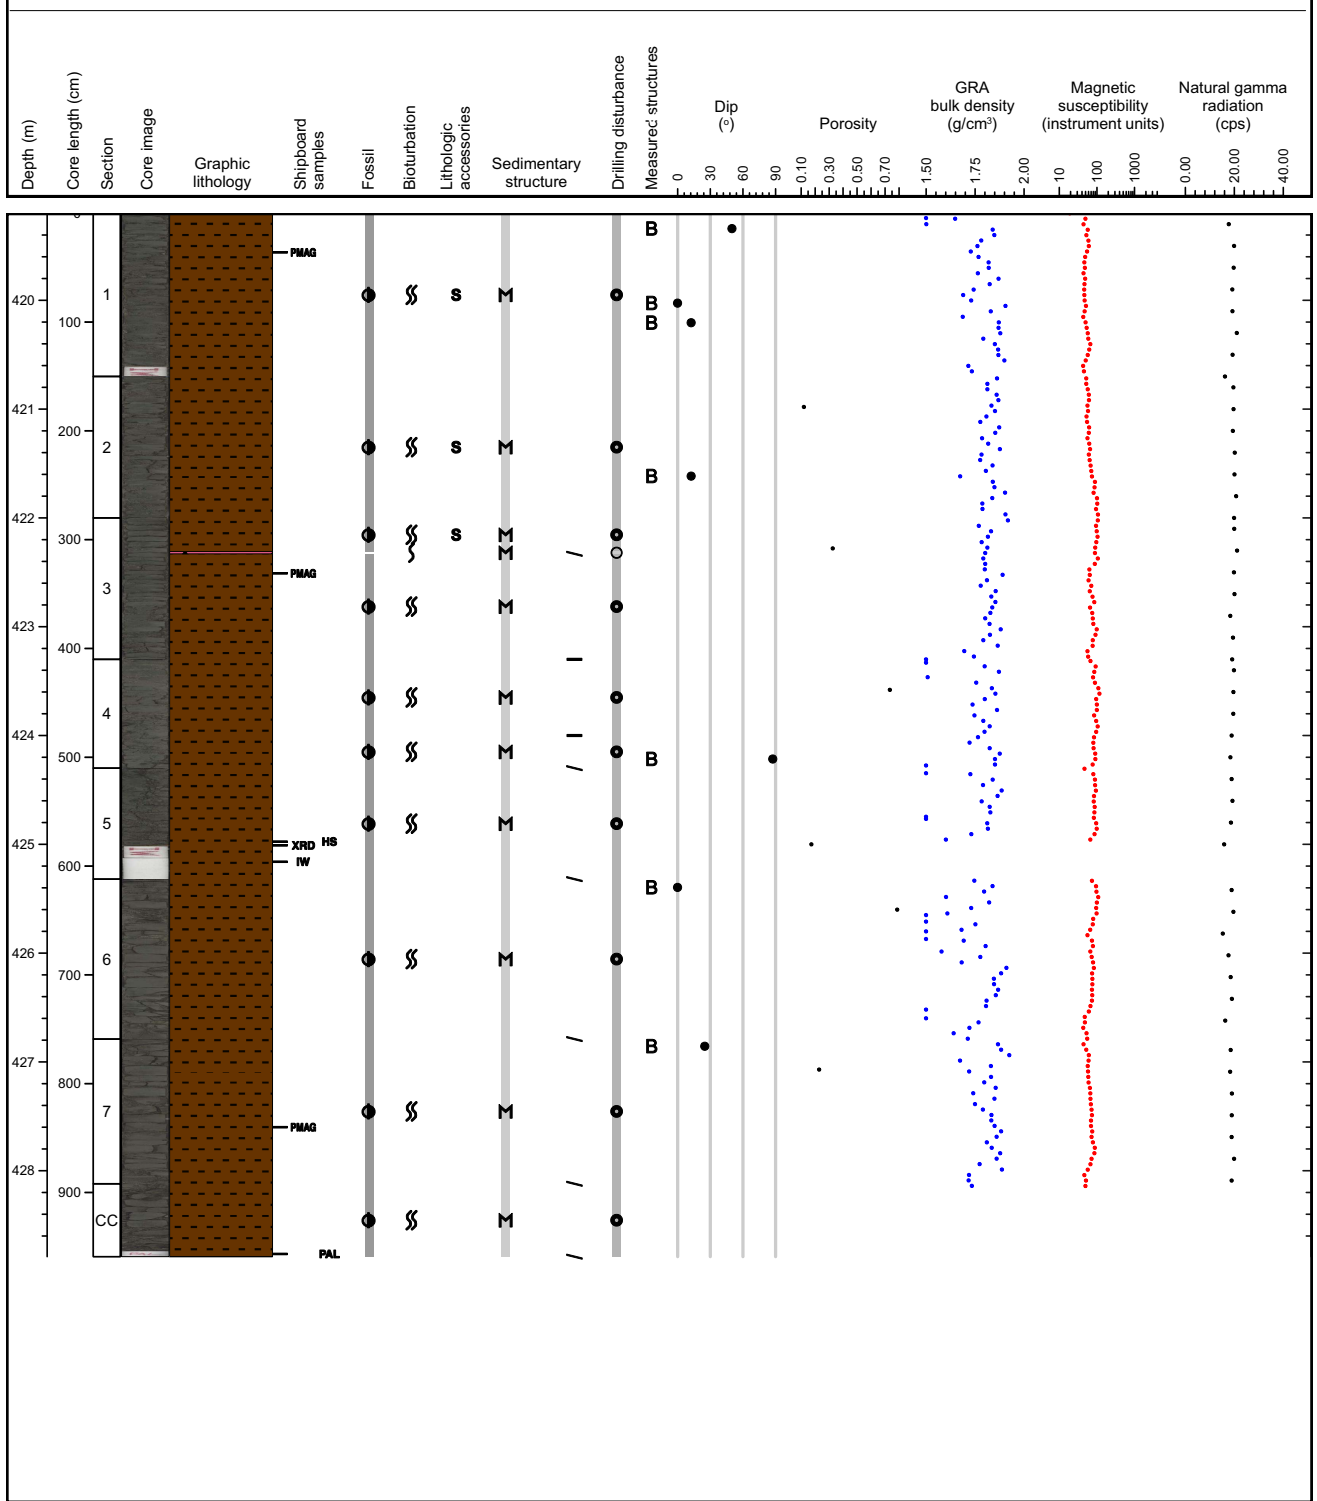 Depth (m)
Core length (cm)
Section
Core image
Graphic
lithology
Shipboard
samples
Fossil
Bioturbation
Lithologic
accessories
Sedimentary
structure
Drilling disturbance
Measured structures
Dip
(°)
Porosity
GRA
bulk density
(g/cm³)
Magnetic
susceptibility
(instrument units)
Natural gamma
radiation
(cps)
0 30 60 90 0.10 0.30 0.50 0.70 1.50 1.75 2.00 10 100 1000 0.00 20.00 40.00
B
PMAG
1 S M
420 B
100 B
421
200
2 S M
B
422
300 S M
M
PMAG
3
M
423
400
4 M
424
M
500 B
5 M
HS
425 XRD
600 IW
B
426 6 M
700
B
427
800
7 M
PMAG
428
900
CC M
PAL